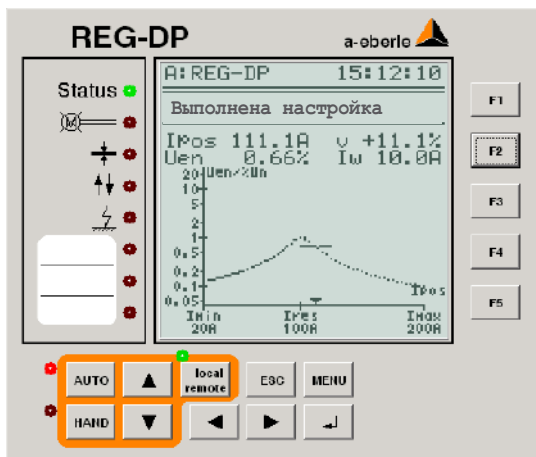 REG-DP
a-eberle
Status
A:REG-DP 15:12:10
Выполнена настройка
Ipos 111.1A v +11.1%
Uen 0.66% Iw 10.0A
Uen/%Un
20
10
5
2
1
0.5
0.2
0.1
0.05
Ipos
Imin Ires Imax
20A 100A 200A
F1
F2
F3
F4
F5
AUTO
local
remote
ESC
MENU
HAND